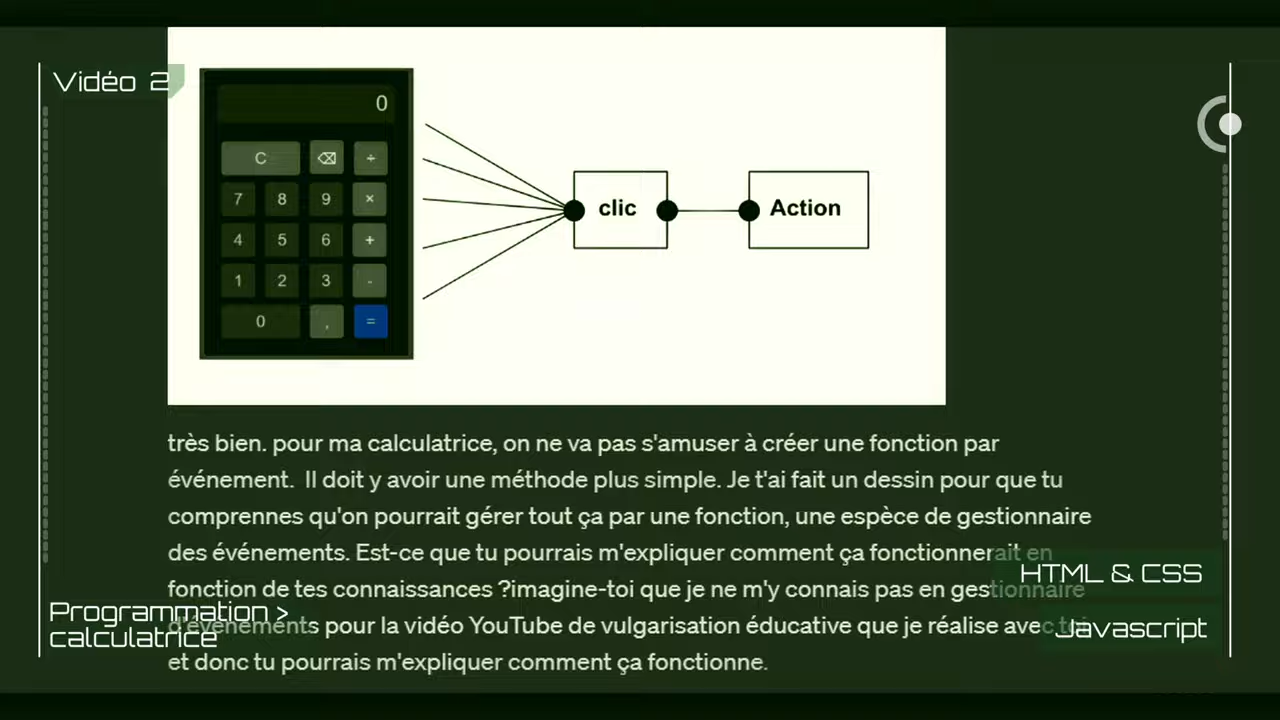 Vidéo 2
0
C ⌫ ÷
7 8 9 ×
4 5 6 +
1 2 3 -
0 , =
clic
Action
très bien. pour ma calculatrice, on ne va pas s'amuser à créer une fonction par
événement.  Il doit y avoir une méthode plus simple. Je t'ai fait un dessin pour que tu
comprennes qu'on pourrait gérer tout ça par une fonction, une espèce de gestionnaire
des événements. Est-ce que tu pourrais m'expliquer comment ça fonctionnerait en
fonction de tes connaissances ?imagine-toi que je ne m'y connais pas en gestionnaire
d'événements pour la vidéo YouTube de vulgarisation éducative que je réalise avec toi
et donc tu pourrais m'expliquer comment ça fonctionne.
HTML & CSS
Javascript
Programmation >
calculatrice